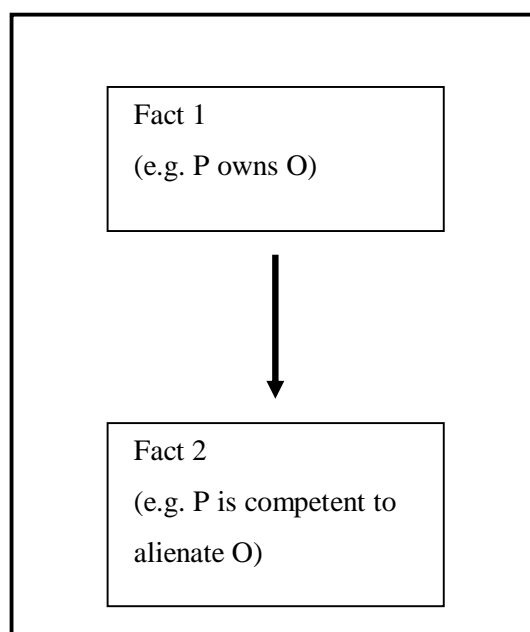 Fact 1
(e.g. P owns O)
Fact 2
(e.g. P is competent to
alienate O)